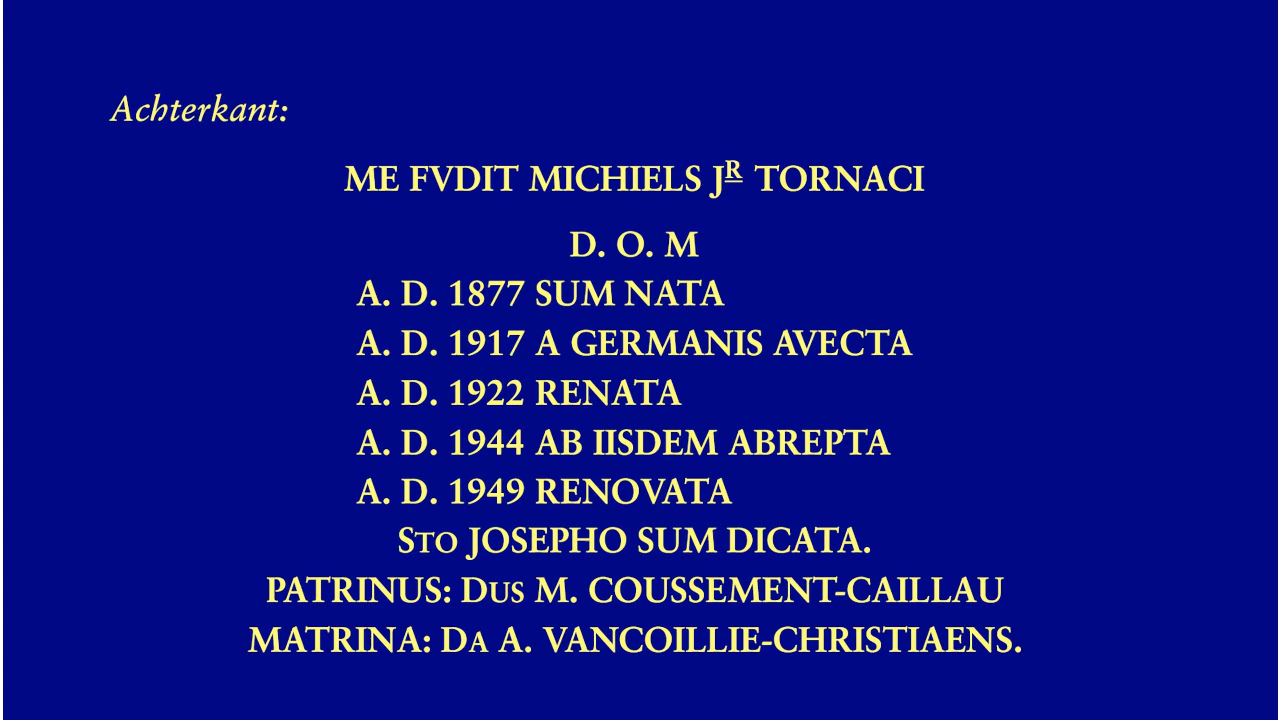 Achterkant:
ME FVDIT MICHIELS JR TORNACI
D. O. M
A. D. 1877 SUM NATA
A. D. 1917 A GERMANIS AVECTA
A. D. 1922 RENATA
A. D. 1944 AB IISDEM ABREPTA
A. D. 1949 RENOVATA
STO JOSEPHO SUM DICATA.
PATRINUS: DUS M. COUSSEMENT-CAILLAU
MATRINA: DA A. VANCOILLIE-CHRISTIAENS.